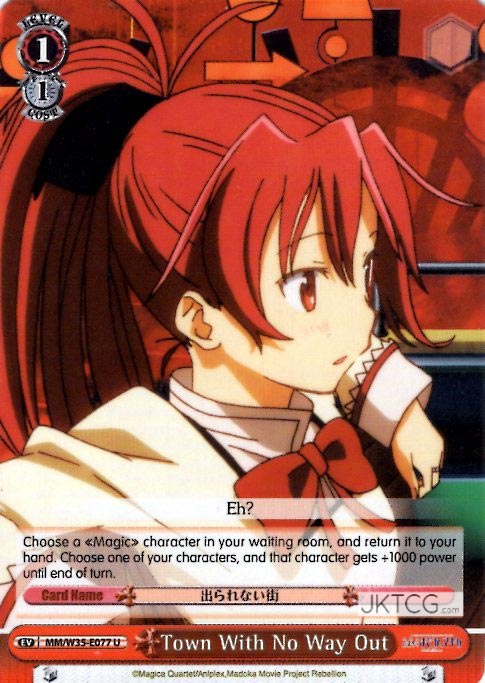 LEVEL
1
1
COST
Eh?
Choose a «Magic» character in your waiting room, and return it to your
hand. Choose one of your characters, and that character gets +1000 power
until end of turn.
Card Name 出られない街
JKTCG.com
EV MM/W35-E077 U Town With No Way Out
©Magica Quartet/Aniplex,Madoka Movie Project Rebellion